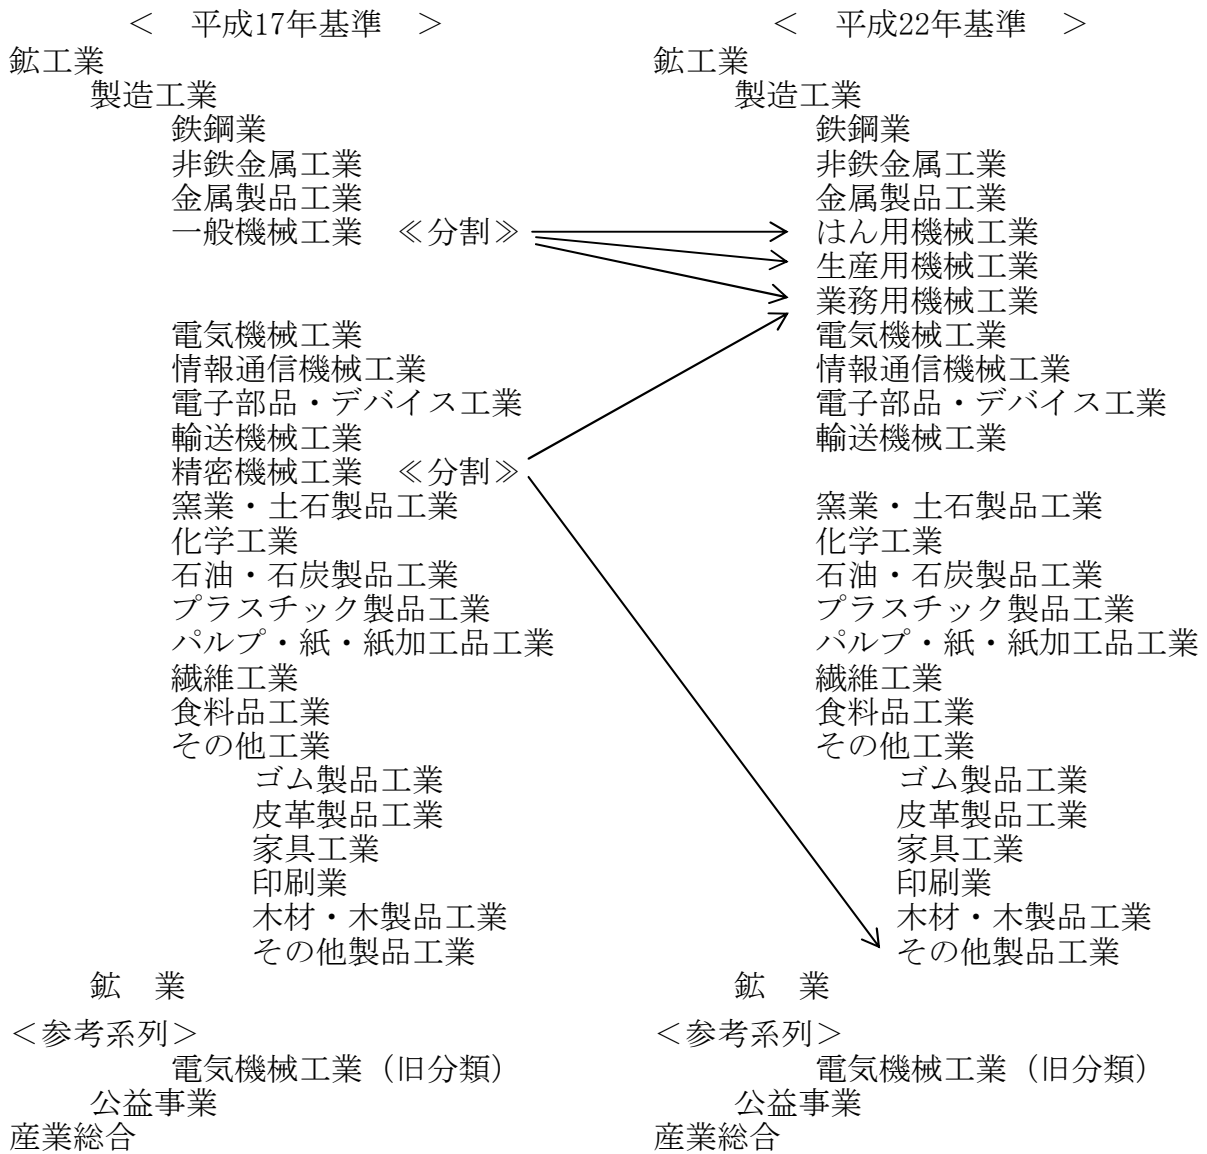 ＜　平成17年基準　＞
鉱工業
製造工業
鉄鋼業
非鉄金属工業
金属製品工業
一般機械工業　≪分割≫
電気機械工業
情報通信機械工業
電子部品・デバイス工業
輸送機械工業
精密機械工業　≪分割≫
窯業・土石製品工業
化学工業
石油・石炭製品工業
プラスチック製品工業
パルプ・紙・紙加工品工業
繊維工業
食料品工業
その他工業
ゴム製品工業
皮革製品工業
家具工業
印刷業
木材・木製品工業
その他製品工業
鉱　業
＜参考系列＞
電気機械工業（旧分類）
公益事業
産業総合
＜　平成22年基準　＞
鉱工業
製造工業
鉄鋼業
非鉄金属工業
金属製品工業
はん用機械工業
生産用機械工業
業務用機械工業
電気機械工業
情報通信機械工業
電子部品・デバイス工業
輸送機械工業
窯業・土石製品工業
化学工業
石油・石炭製品工業
プラスチック製品工業
パルプ・紙・紙加工品工業
繊維工業
食料品工業
その他工業
ゴム製品工業
皮革製品工業
家具工業
印刷業
木材・木製品工業
その他製品工業
鉱　業
＜参考系列＞
電気機械工業（旧分類）
公益事業
産業総合